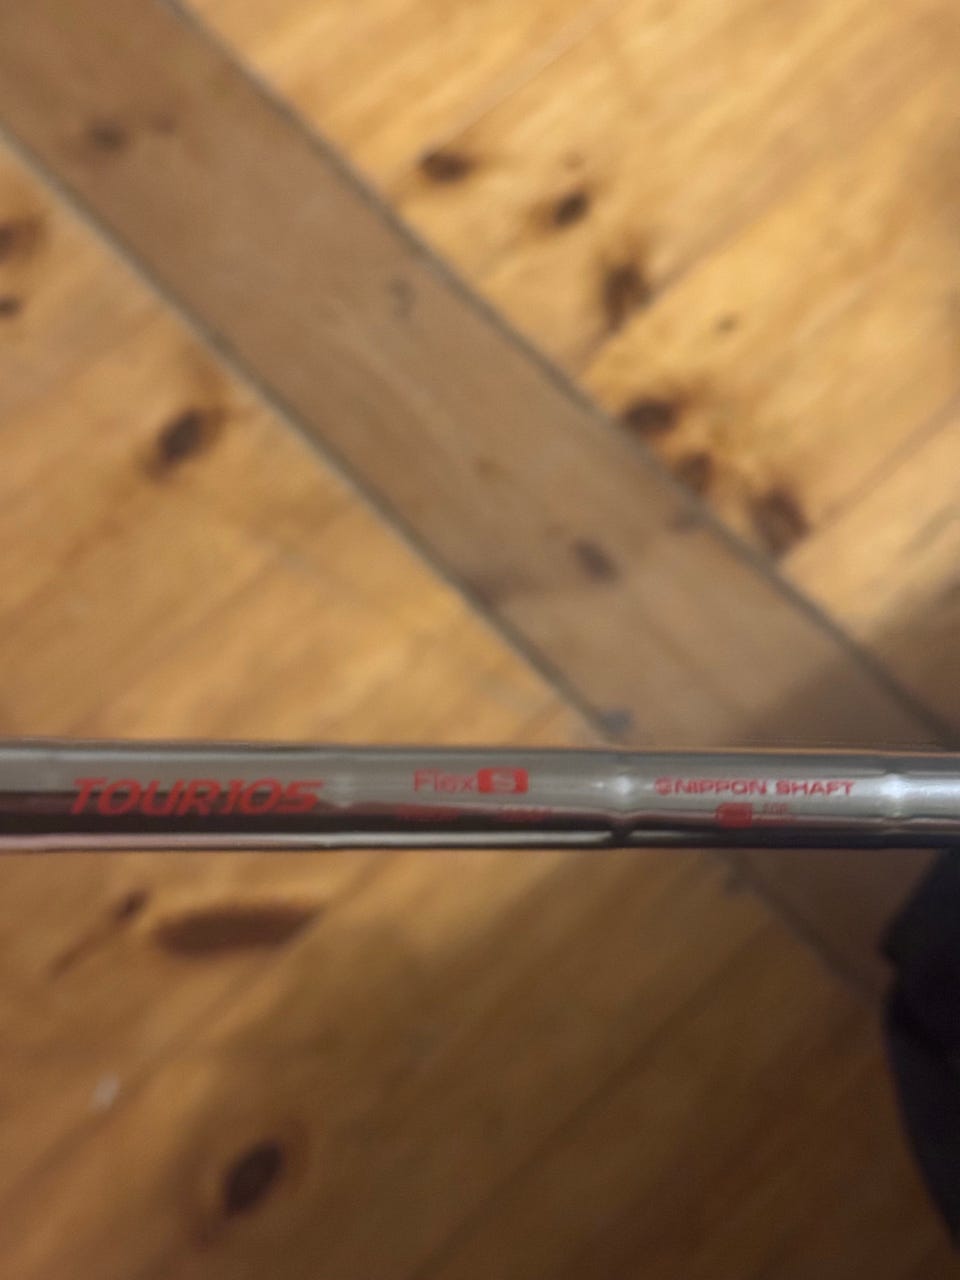 TOUR105
Flex S
NIPPON SHAFT